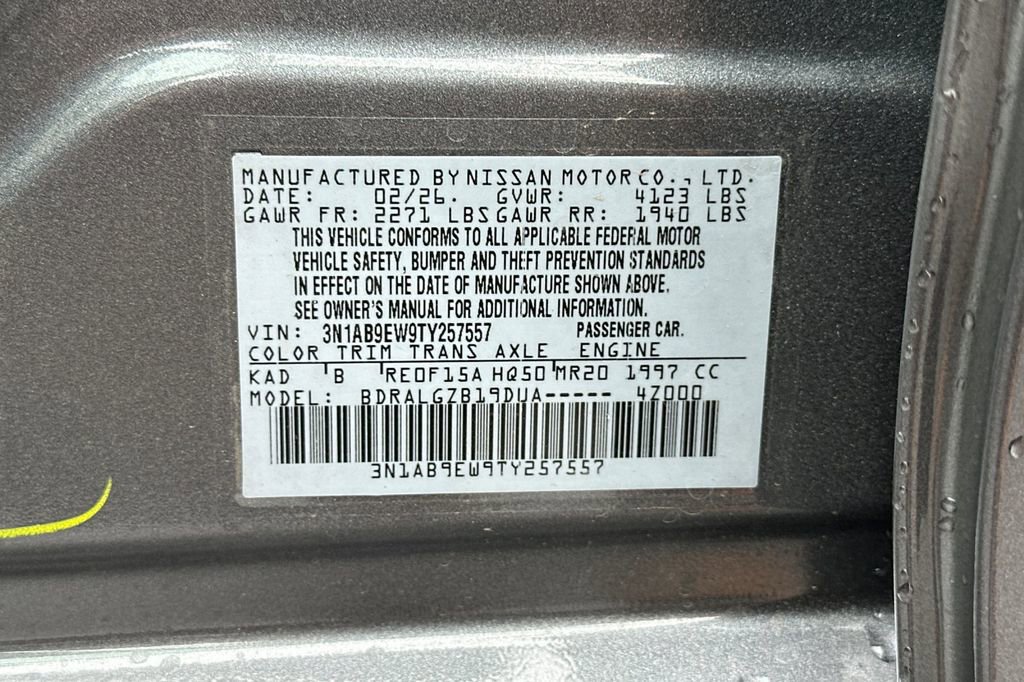 MANUFACTURED BY NISSAN MOTOR CO., LTD.
DATE: 02/26. GVWR: 4123 LBS
GAWR FR: 2271 LBS GAWR RR: 1940 LBS
THIS VEHICLE CONFORMS TO ALL APPLICABLE FEDERAL MOTOR
VEHICLE SAFETY, BUMPER AND THEFT PREVENTION STANDARDS
IN EFFECT ON THE DATE OF MANUFACTURE SHOWN ABOVE.
SEE OWNER'S MANUAL FOR ADDITIONAL INFORMATION.
VIN: 3N1AB9EW9TY257557 PASSENGER CAR.
COLOR TRIM TRANS AXLE ENGINE
KAD B RE0F15A HQ50 MR20 1997 CC
MODEL: BDRALGZB19DUA----- 4Z000
3N1AB9EW9TY257557